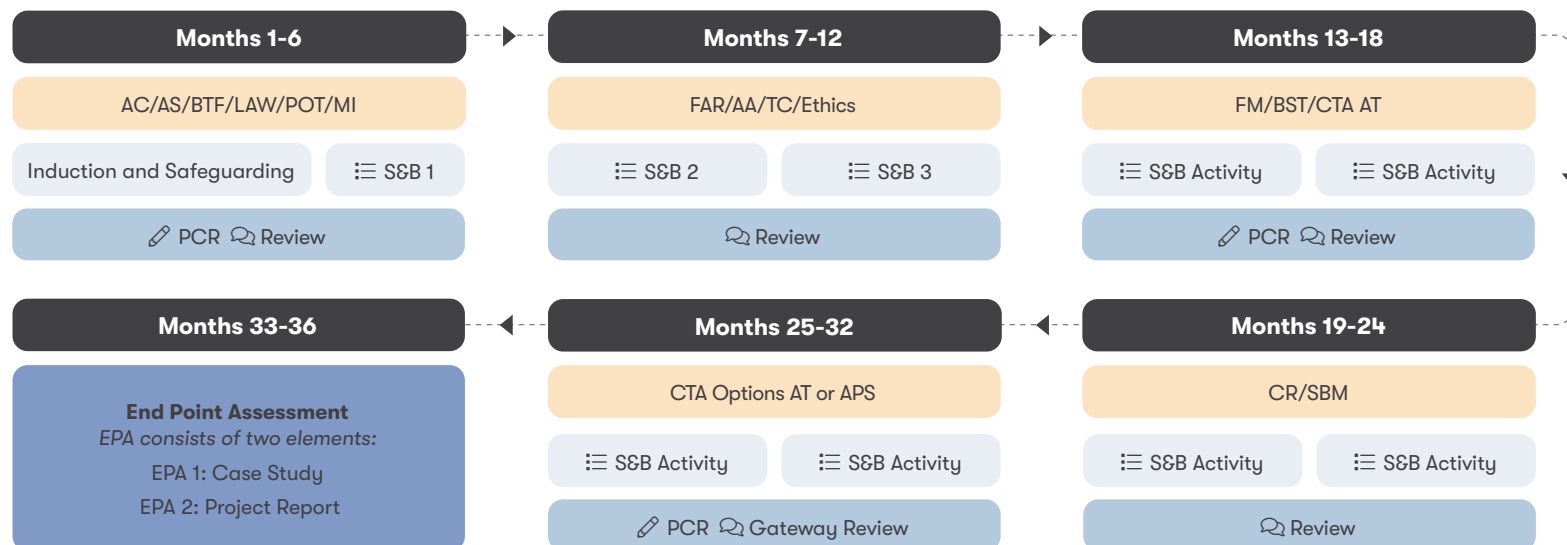 Months 1-6
AC/AS/BTF/LAW/POT/MI
Induction and Safeguarding
S&B 1
PCR Review
Months 7-12
FAR/AA/TC/Ethics
S&B 2
S&B 3
Review
Months 13-18
FM/BST/CTA AT
S&B Activity
S&B Activity
PCR Review
Months 19-24
CR/SBM
S&B Activity
S&B Activity
Review
Months 25-32
CTA Options AT or APS
S&B Activity
S&B Activity
PCR Gateway Review
Months 33-36
End Point Assessment
EPA consists of two elements:
EPA 1: Case Study
EPA 2: Project Report